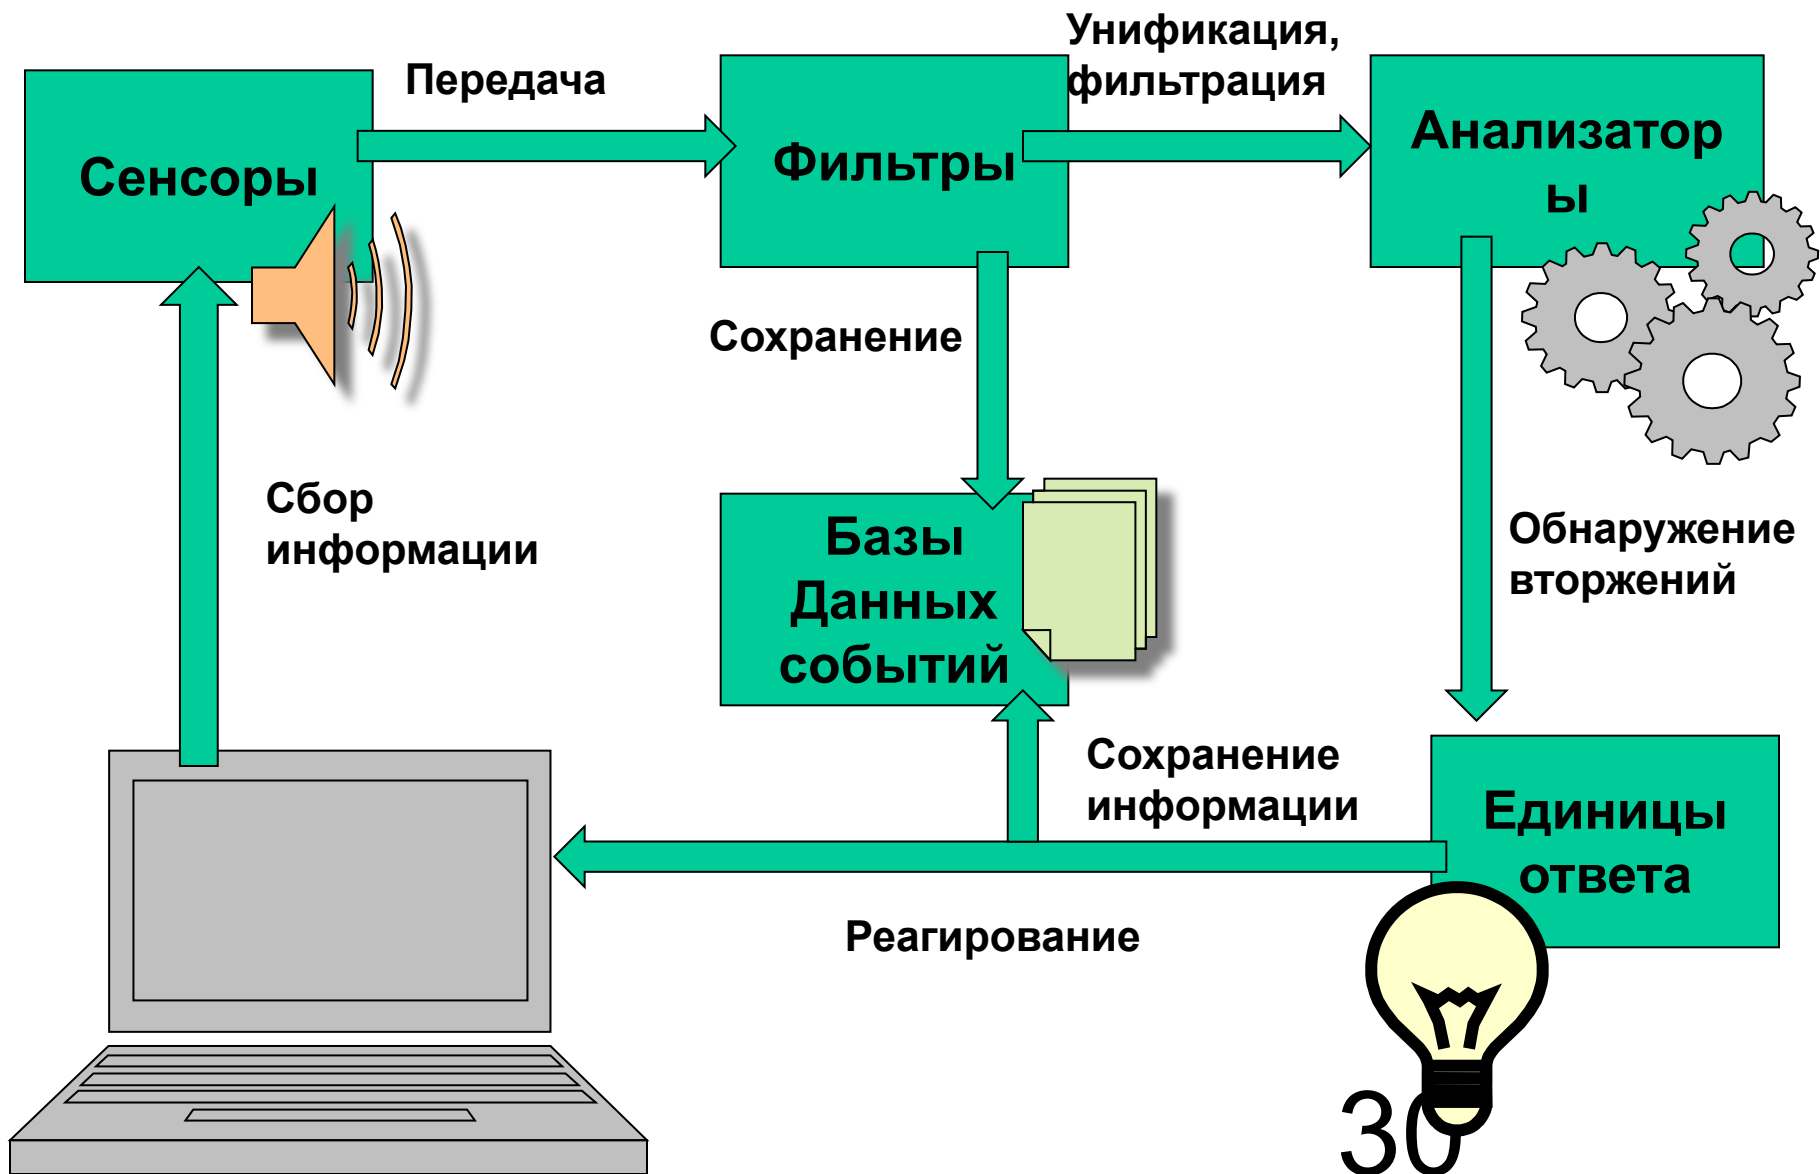 Унификация,
фильтрация
Передача
Сенсоры
Фильтры
Анализатор
ы
Сохранение
Сбор
информации
Базы
Данных
событий
Обнаружение
вторжений
Сохранение
информации
Единицы
ответа
Реагирование
30